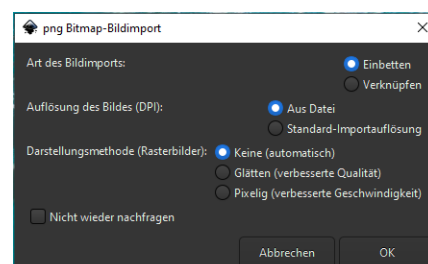 png Bitmap-Bildimport
Art des Bildimports:
Einbetten
Verknüpfen
Auflösung des Bildes (DPI):
Aus Datei
Standard-Importauflösung
Darstellungsmethode (Rasterbilder):
Keine (automatisch)
Glätten (verbesserte Qualität)
Pixelig (verbesserte Geschwindigkeit)
Nicht wieder nachfragen
Abbrechen
OK